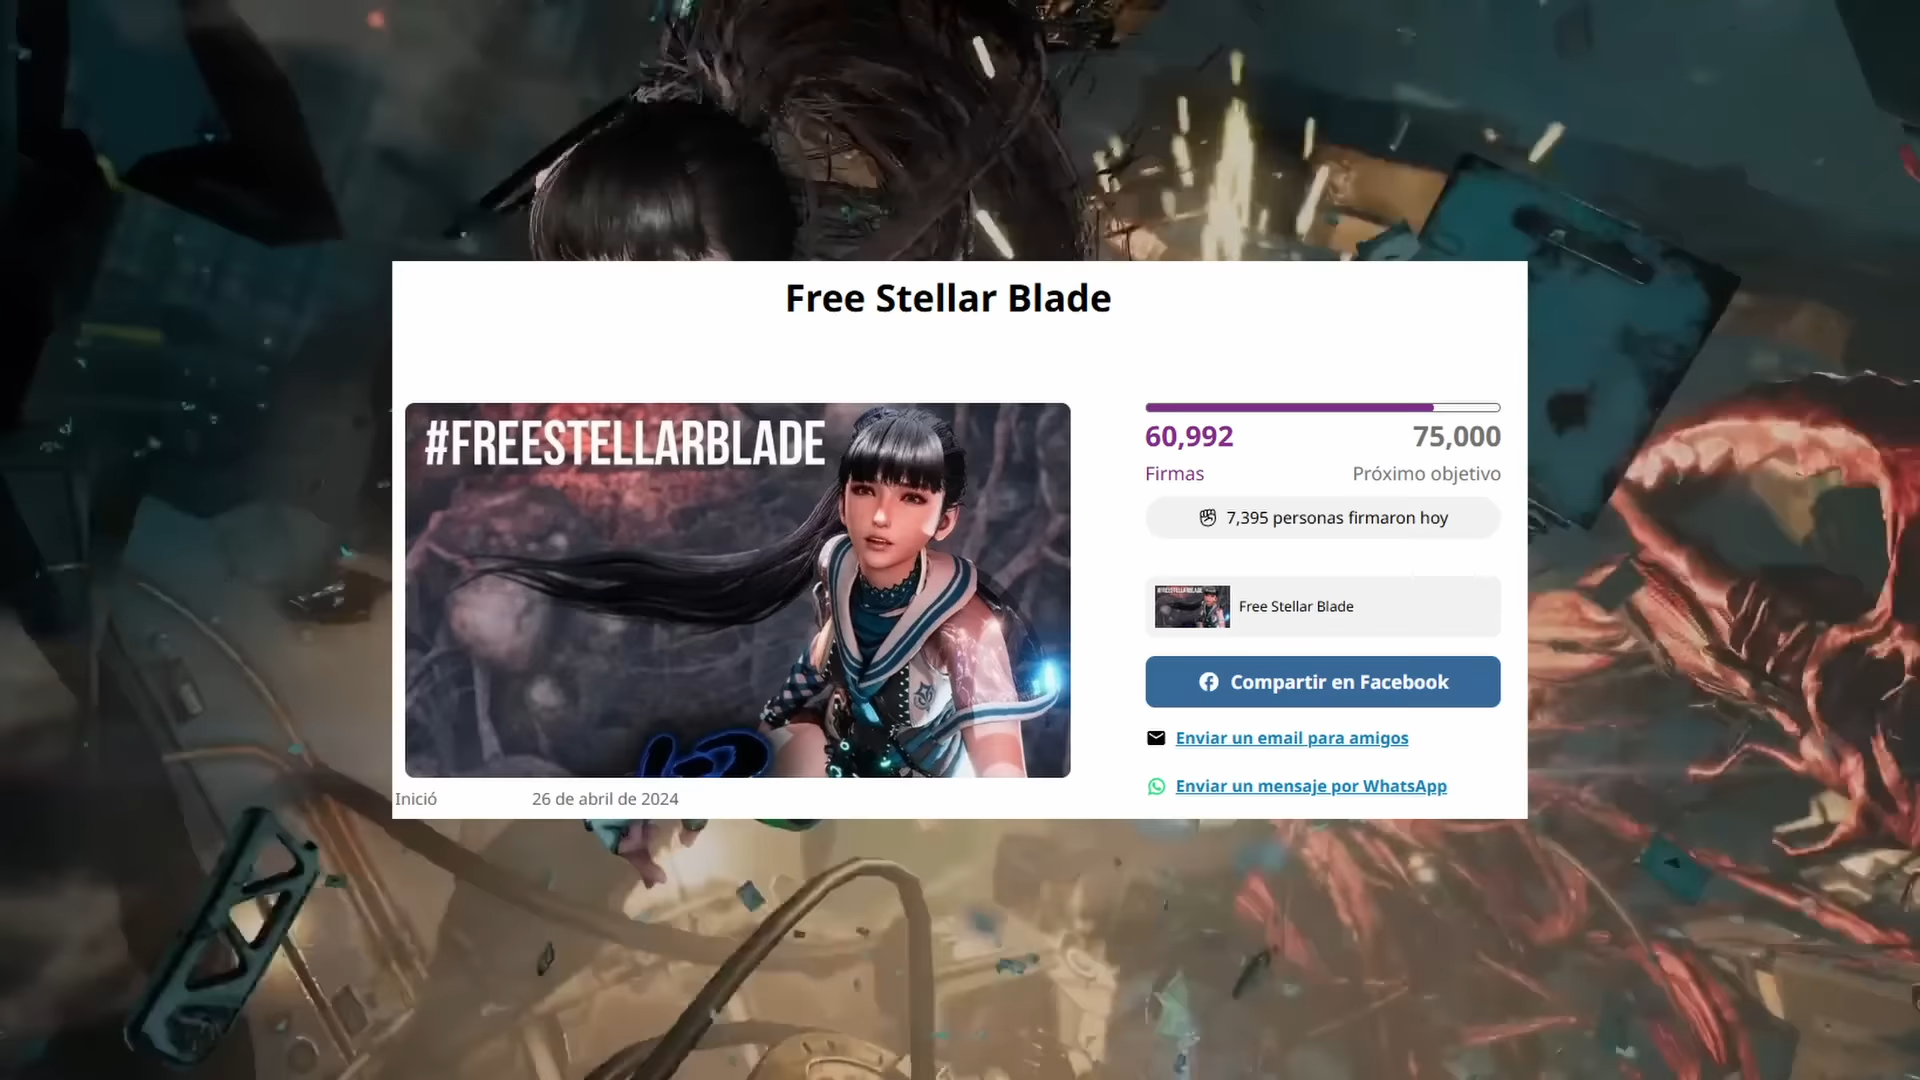 Free Stellar Blade
#FREESTELLARBLADE
60,992
75,000
Firmas
Próximo objetivo
7,395 personas firmaron hoy
Free Stellar Blade
Compartir en Facebook
Enviar un email para amigos
Enviar un mensaje por WhatsApp
Inició
26 de abril de 2024